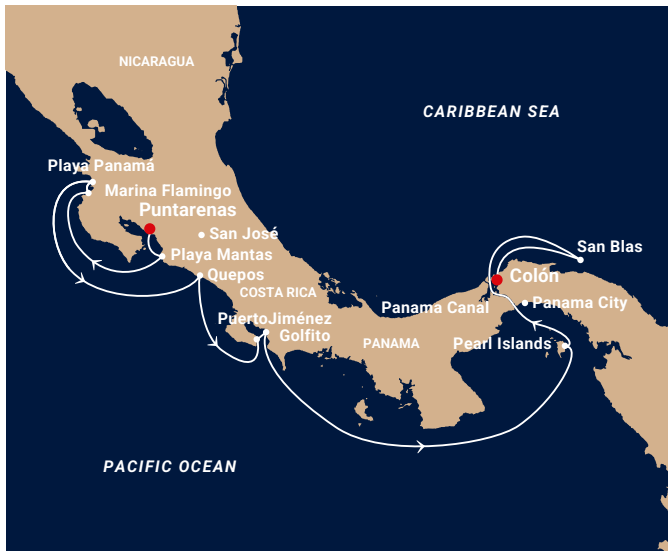 NICARAGUA
CARIBBEAN SEA
Playa Panamá
Marina Flamingo
Puntarenas
San José
San Blas
Playa Mantas
Quepos
Colón
COSTA RICA
Panama City
Panama Canal
PuertoJiménez
Golfito
PANAMA
Pearl Islands
PACIFIC OCEAN